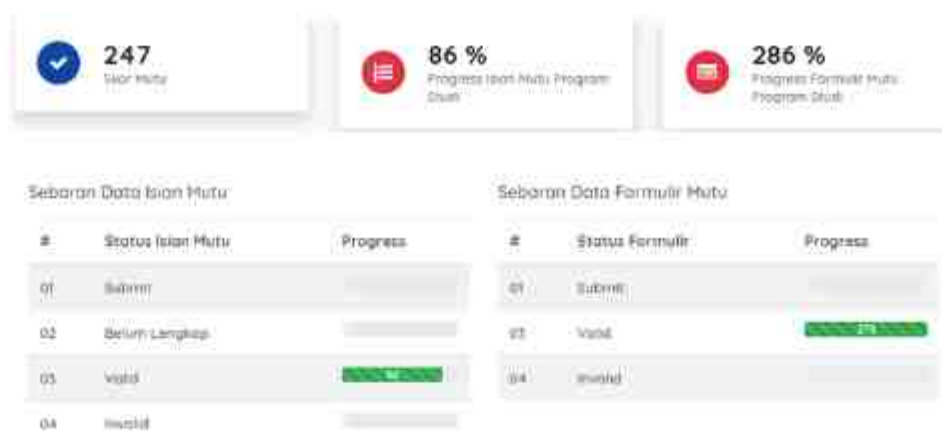 247
Skor Mutu
86 %
Progress Isian Mutu Program
Studi
286 %
Progress Formulir Mutu
Program Studi
Sebaran Data Isian Mutu
# Status Isian Mutu Progress
01 Submit
02 Belum Lengkap
03 Valid
04 Invalid
Sebaran Data Formulir Mutu
# Status Formulir Progress
01 Submit
03 Valid
04 Invalid